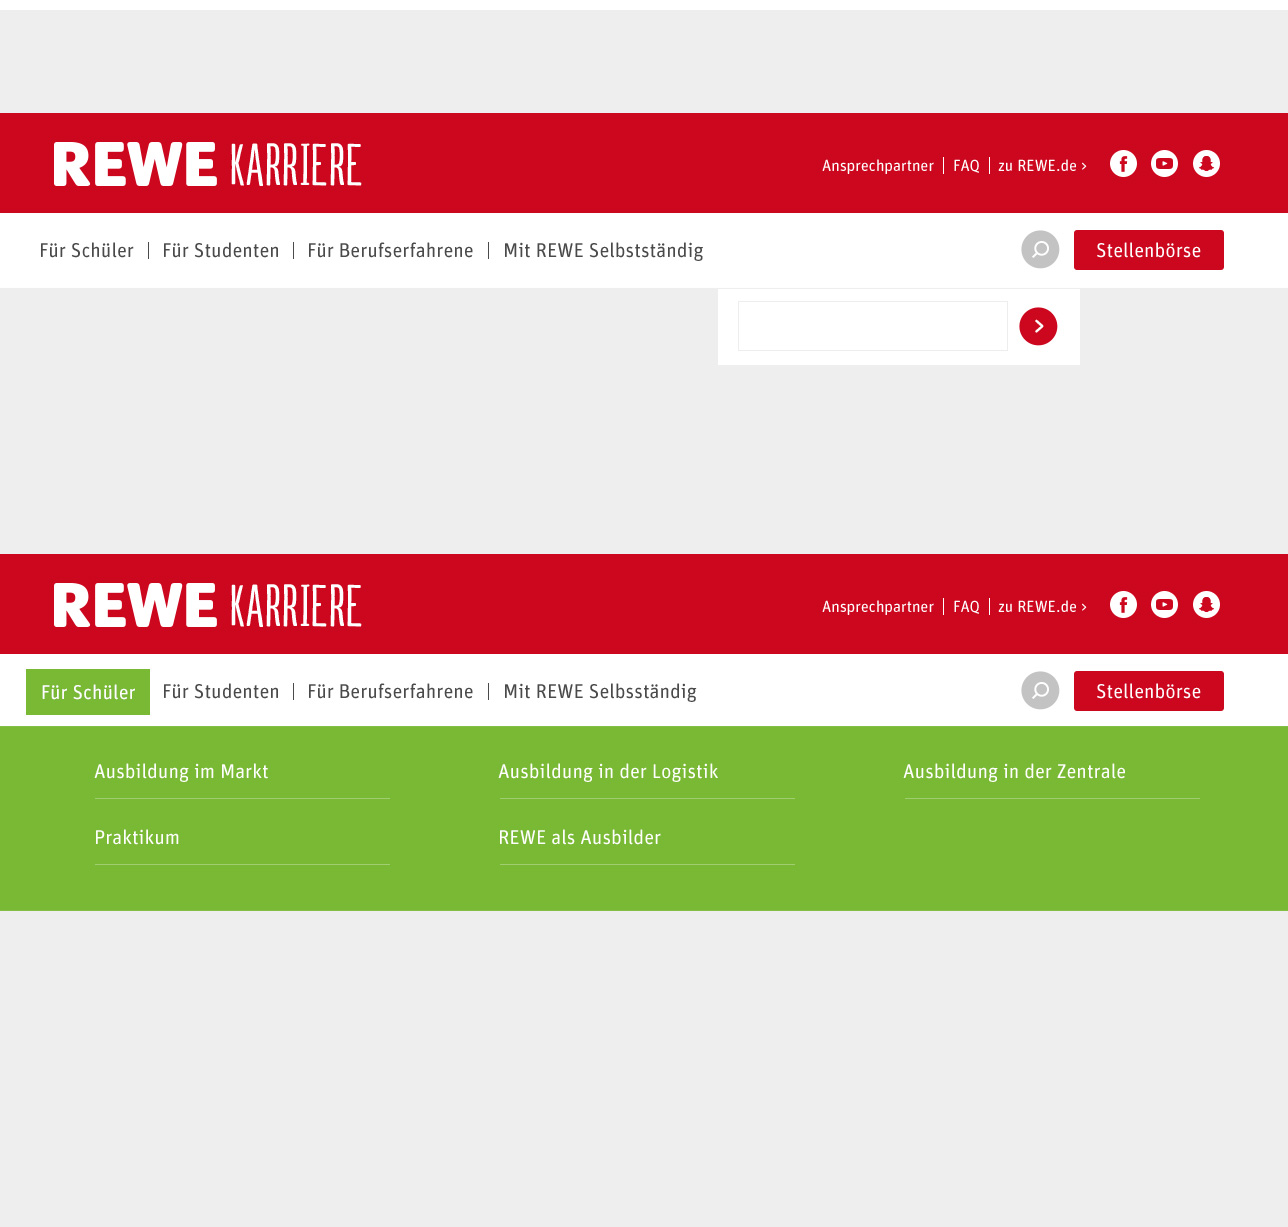 REWE KARRIERE
Ansprechpartner | FAQ | zu REWE.de ›
Für Schüler | Für Studenten | Für Berufserfahrene | Mit REWE Selbstständig
Stellenbörse
REWE KARRIERE
Ansprechpartner | FAQ | zu REWE.de ›
Für Schüler Für Studenten | Für Berufserfahrene | Mit REWE Selbsständig
Stellenbörse
Ausbildung im Markt
Ausbildung in der Logistik
Ausbildung in der Zentrale
Praktikum
REWE als Ausbilder